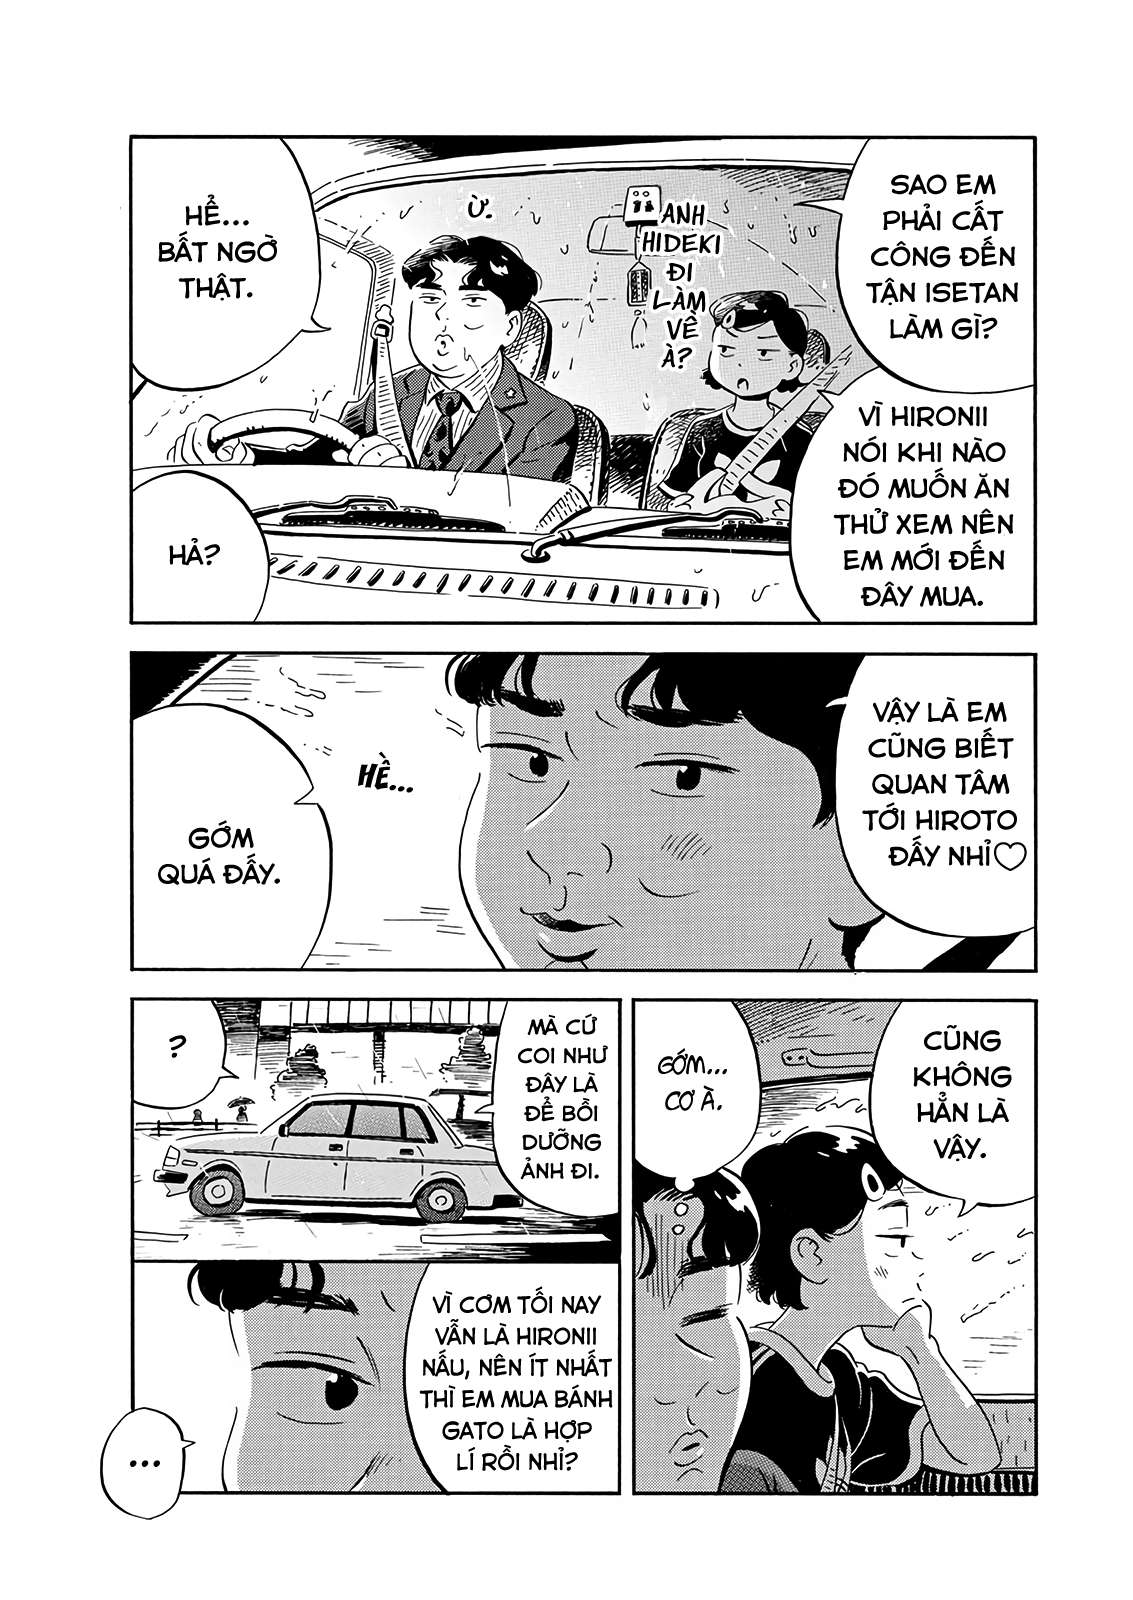 SAO EM
PHẢI CẤT
CÔNG ĐẾN
TẬN ISETAN
LÀM GÌ?
VÌ HIRONII
NÓI KHI NÀO
ĐÓ MUỐN ĂN
THỬ XEM NÊN
EM MỚI ĐẾN
ĐÂY MUA.
ANH
HIDEKI
ĐI
LÀM
VỀ
À?
Ừ.
HỂ...
BẤT NGỜ
THẬT.
HẢ?
VẬY LÀ EM
CŨNG BIẾT
QUAN TÂM
TỚI HIROTO
ĐẤY NHỈ♡
HỀ...
GỚM
QUÁ ĐẤY.
CŨNG
KHÔNG
HẲN LÀ
VẬY.
GỚM...
CƠ À.
MÀ CỨ
COI NHƯ
ĐÂY LÀ
ĐỂ BỒI
DƯỠNG
ẢNH ĐI.
?
VÌ CƠM TỐI NAY
VẪN LÀ HIRONII
NẤU, NÊN ÍT NHẤT
THÌ EM MUA BÁNH
GATO LÀ HỢP
LÍ RỒI NHỈ?
...